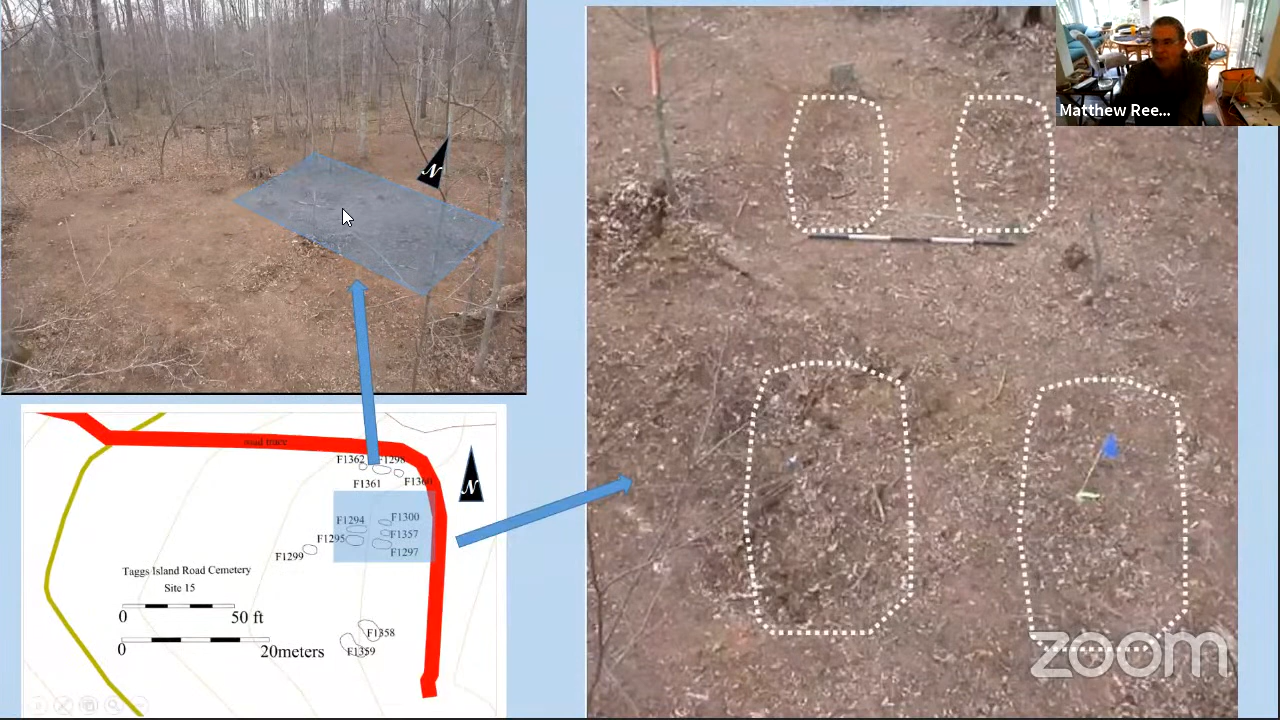 Matthew Ree...
N
road trace
F1362
F1298
F1361
F1360
N
F1294
F1300
F1295
F1357
F1299
F1297
Taggs Island Road Cemetery
Site 15
0 50 ft
0 20meters
F1358
F1359
zoom